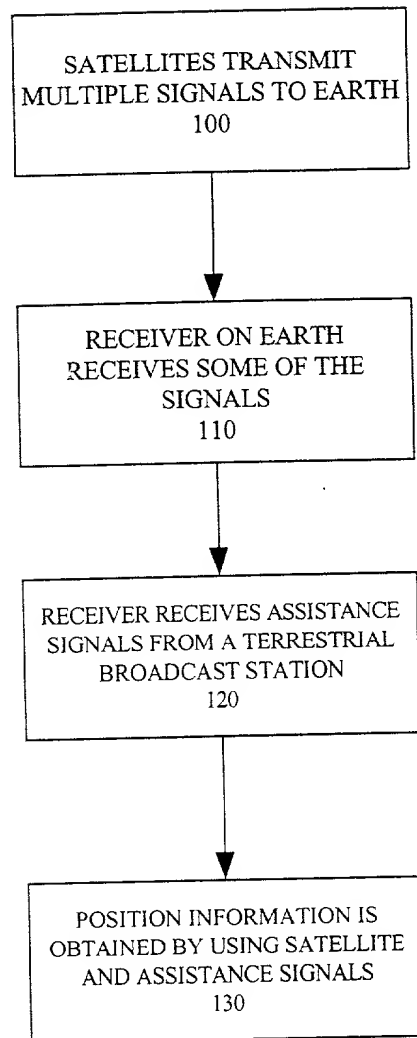 SATELLITES TRANSMIT
MULTIPLE SIGNALS TO EARTH
100
RECEIVER ON EARTH
RECEIVES SOME OF THE
SIGNALS
110
RECEIVER RECEIVES ASSISTANCE
SIGNALS FROM A TERRESTRIAL
BROADCAST STATION
120
POSITION INFORMATION IS
OBTAINED BY USING SATELLITE
AND ASSISTANCE SIGNALS
130